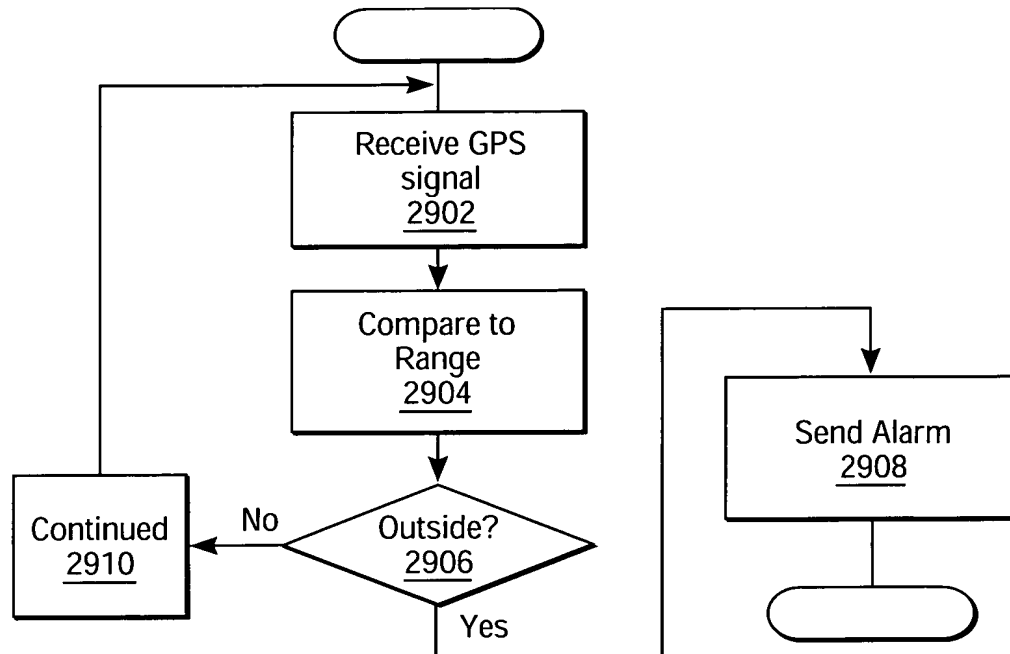 Receive GPS
signal
2902
Compare to
Range
2904
Outside?
2906
No
Continued
2910
Yes
Send Alarm
2908